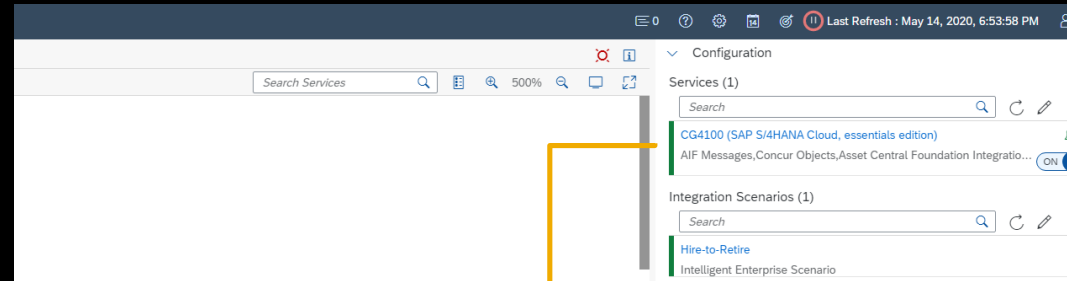 0 14 Last Refresh : May 14, 2020, 6:53:58 PM
Configuration
Search Services 500%
Services (1)
Search
CG4100 (SAP S/4HANA Cloud, essentials edition)
AIF Messages,Concur Objects,Asset Central Foundation Integratio... ON
Integration Scenarios (1)
Search
Hire-to-Retire
Intelligent Enterprise Scenario